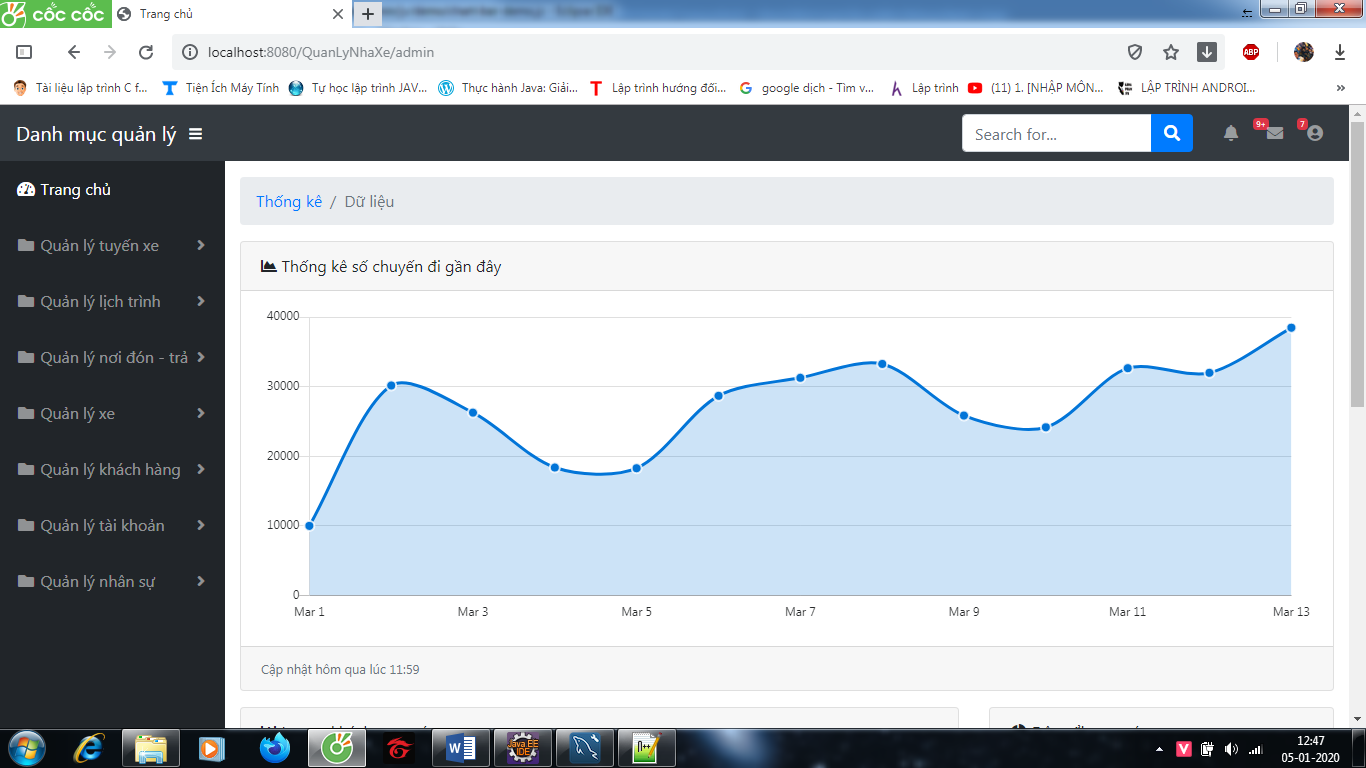 cốc cốc
Trang chủ
localhost:8080/QuanLyNhaXe/admin
ABP
Tài liệu lập trình C f... Tiện Ích Máy Tính Tự học lập trình JAV... Thực hành Java: Giải... Lập trình hướng đối... google dịch - Tìm v... Lập trình (11) 1. [NHẬP MÔN... LẬP TRÌNH ANDROI...
Danh mục quản lý
Search for...
9+
7
Trang chủ
Quản lý tuyến xe
Quản lý lịch trình
Quản lý nơi đón - trả
Quản lý xe
Quản lý khách hàng
Quản lý tài khoản
Quản lý nhân sự
Thống kê / Dữ liệu
Thống kê số chuyến đi gần đây
40000
30000
20000
10000
0
Mar 1 Mar 3 Mar 5 Mar 7 Mar 9 Mar 11 Mar 13
Cập nhật hôm qua lúc 11:59
Java EE
IDE
12:47
05-01-2020